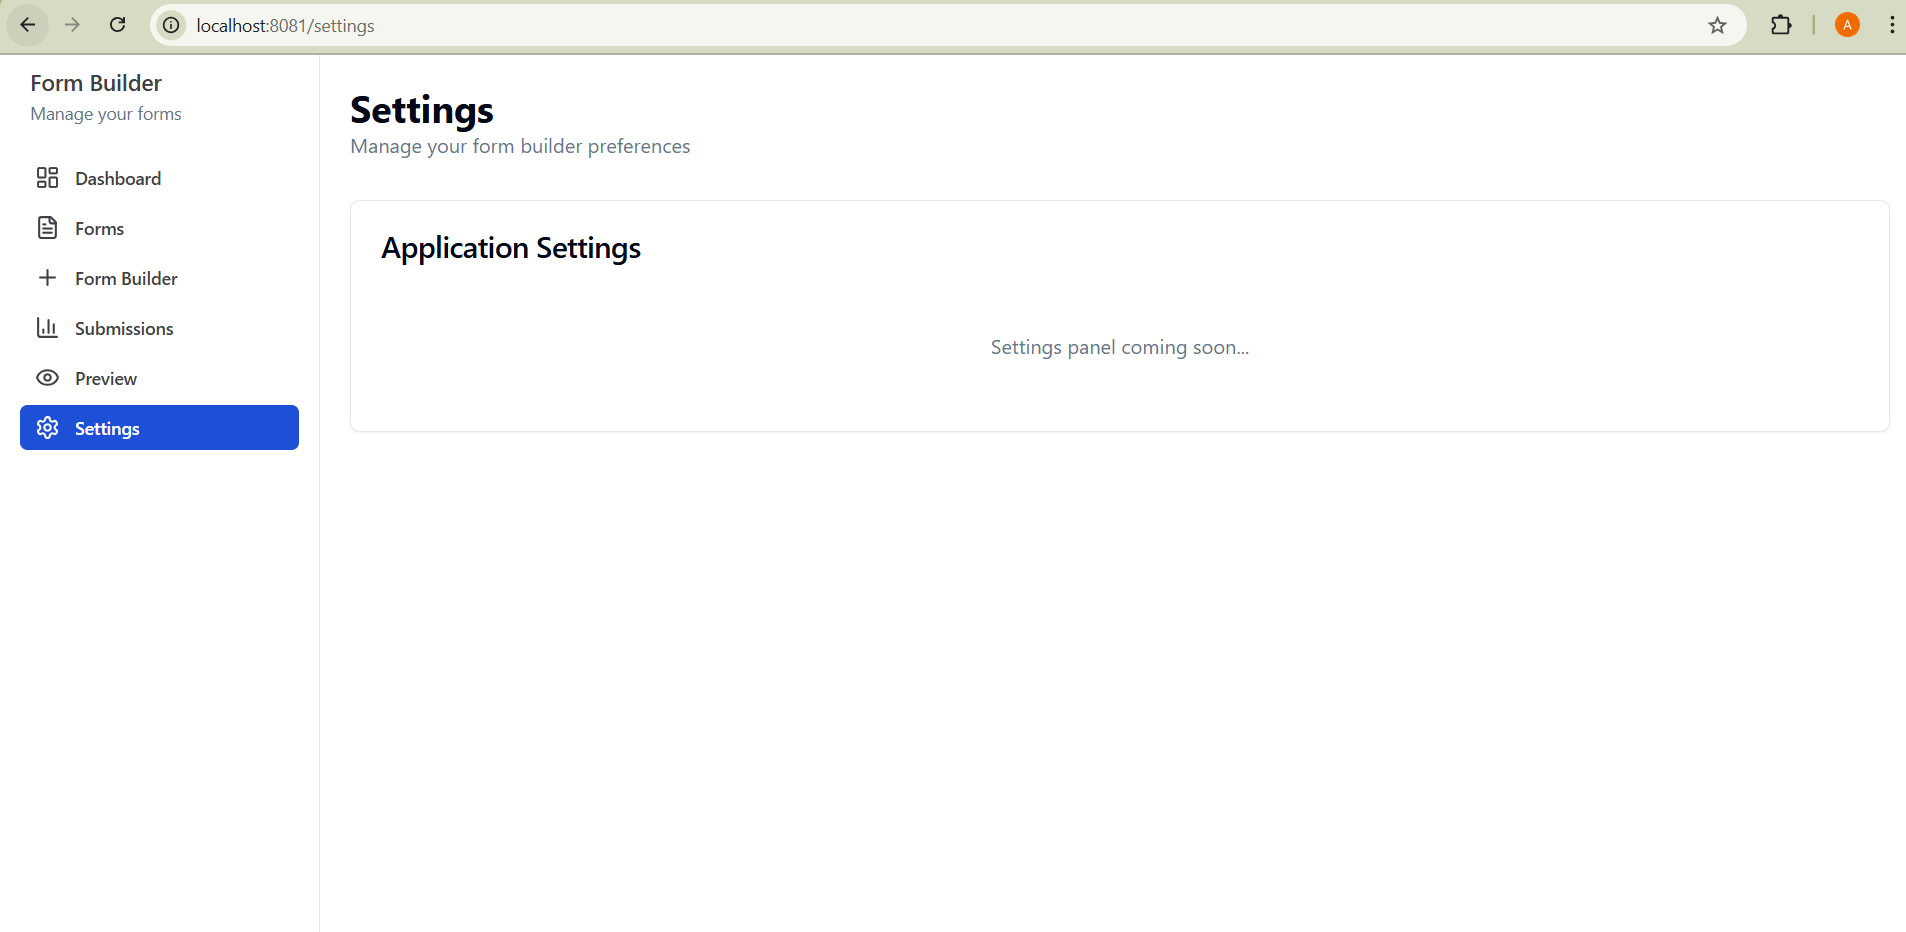 localhost:8081/settings
A
Form Builder
Manage your forms
Dashboard
Forms
Form Builder
Submissions
Preview
Settings
Settings
Manage your form builder preferences
Application Settings
Settings panel coming soon...